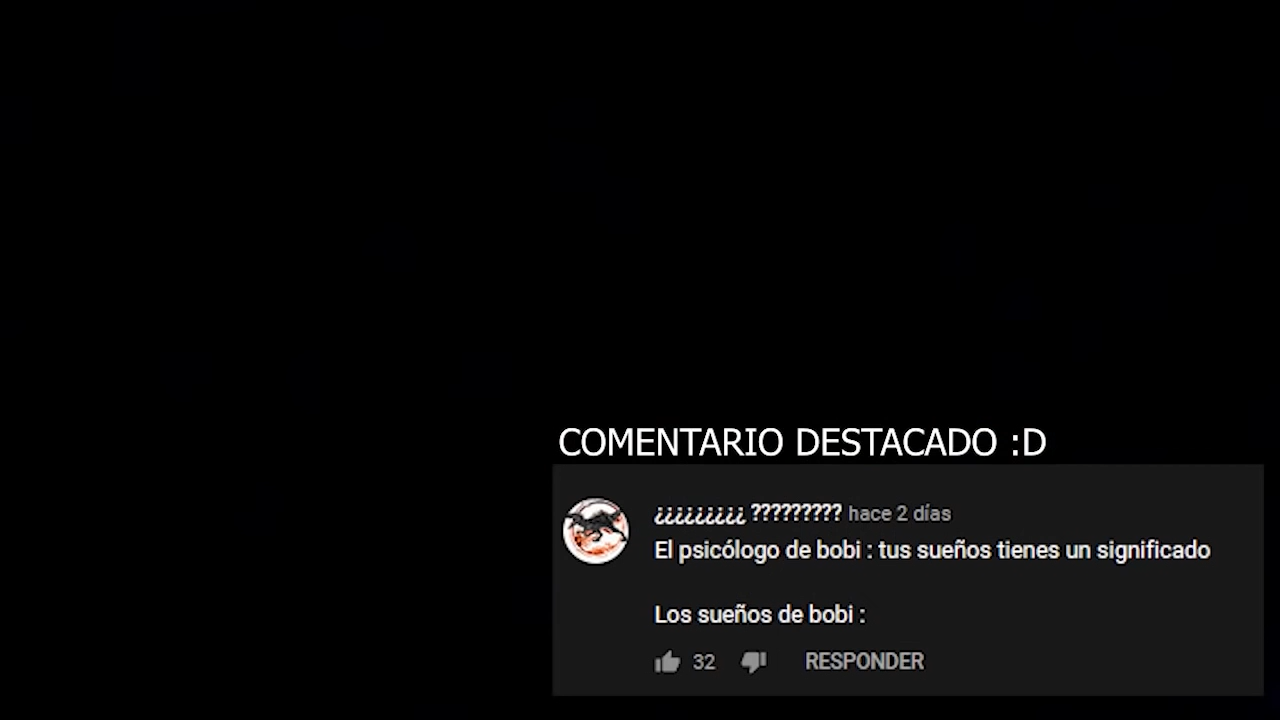 COMENTARIO DESTACADO :D
¿¿¿¿¿¿¿¿¿ ????????? hace 2 días
El psicólogo de bobi : tus sueños tienes un significado
Los sueños de bobi :
32 RESPONDER